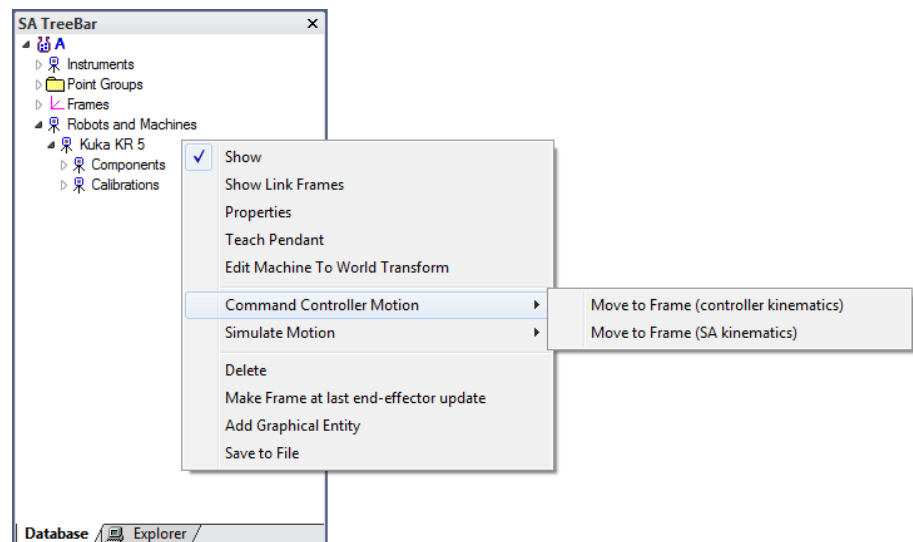 SA TreeBar
A
Instruments
Point Groups
Frames
Robots and Machines
Kuka KR 5
Components
Calibrations
Show
Show Link Frames
Properties
Teach Pendant
Edit Machine To World Transform
Command Controller Motion
Simulate Motion
Delete
Make Frame at last end-effector update
Add Graphical Entity
Save to File
Move to Frame (controller kinematics)
Move to Frame (SA kinematics)
Database
Explorer